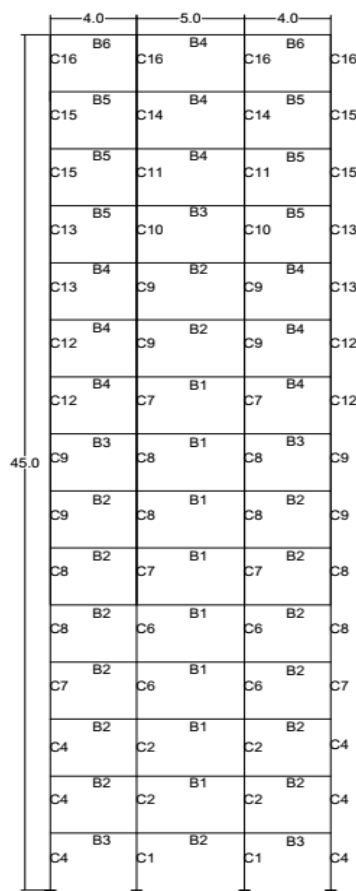 4.0 5.0 4.0
B6 B4 B6
C16 C16 C16 C16
B5 B4 B5
C15 C14 C14 C15
B5 B4 B5
C15 C11 C11 C15
B5 B3 B5
C13 C10 C10 C13
B4 B2 B4
C13 C9 C9 C13
B4 B2 B4
C12 C9 C9 C12
B4 B1 B4
C12 C7 C7 C12
B3 B1 B3
45.0 C9 C8 C8 C9
B2 B1 B2
C9 C8 C8 C9
B2 B1 B2
C8 C7 C7 C8
B2 B1 B2
C8 C6 C6 C8
B2 B1 B2
C7 C6 C6 C7
B2 B1 B2
C4 C2 C2 C4
B2 B1 B2
C4 C2 C2 C4
B3 B2 B3
C4 C1 C1 C4